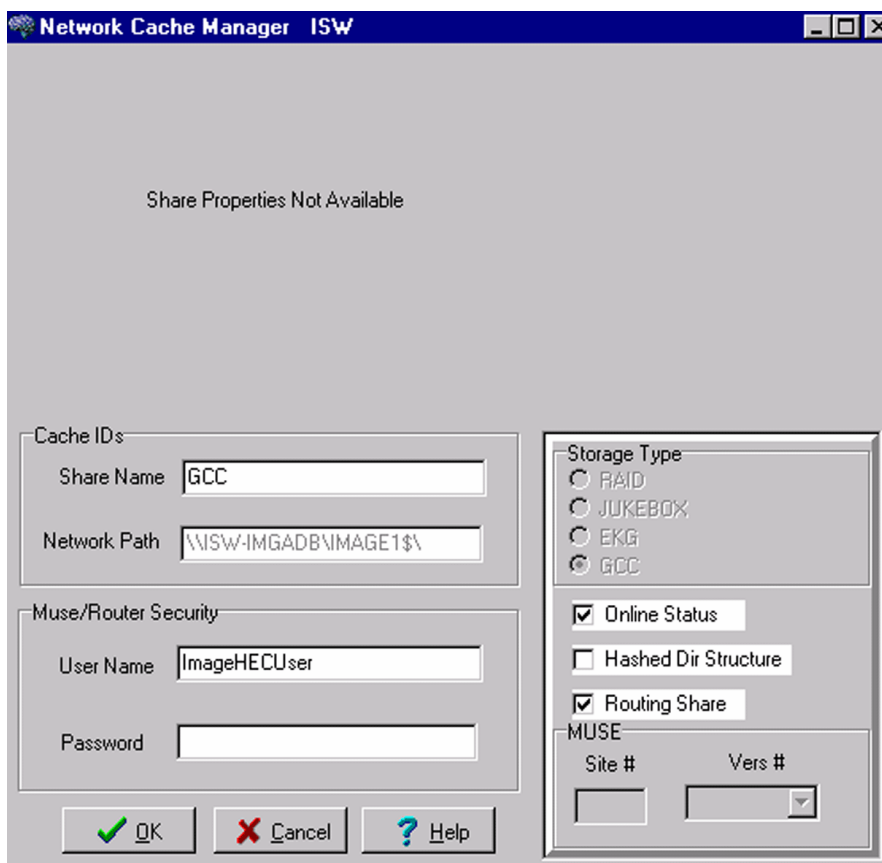 Network Cache Manager ISW
Share Properties Not Available
Cache IDs
Share Name GCC
Network Path \\ISW-IMGADB\IMAGE1$\
Muse/Router Security
User Name ImageHECUser
Password
OK Cancel Help
Storage Type
RAID
JUKEBOX
EKG
GCC
Online Status
Hashed Dir Structure
Routing Share
MUSE
Site # Vers #